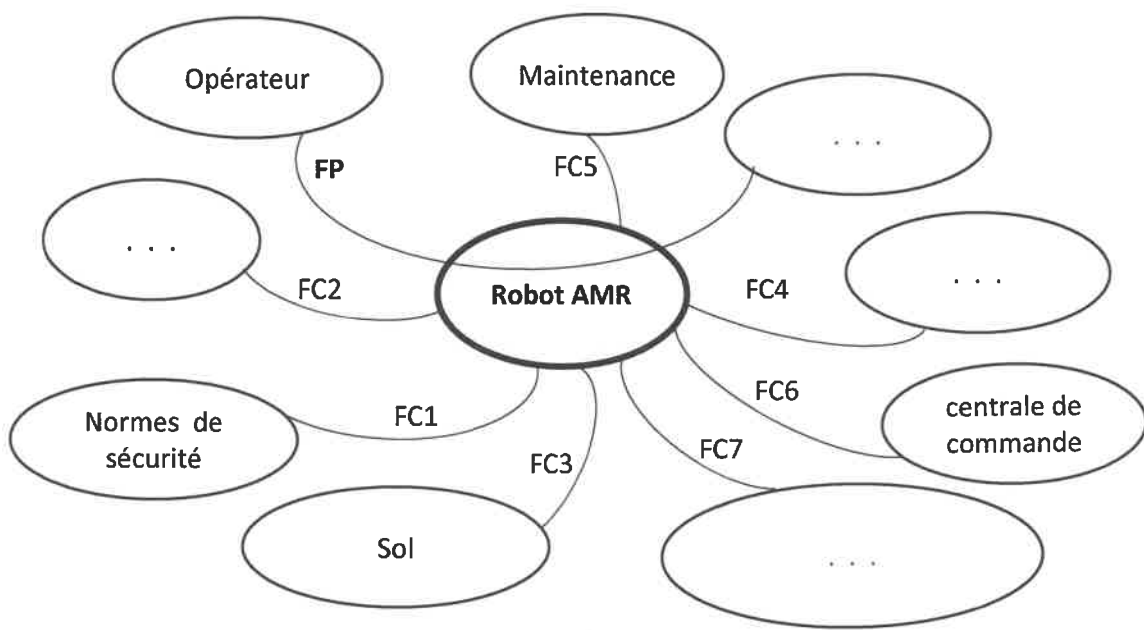 Opérateur
Maintenance
. . .
FP
FC5
. . .
FC2
Robot AMR
FC4
. . .
Normes de
sécurité
FC1
FC3
FC7
FC6
centrale de
commande
Sol
. . .